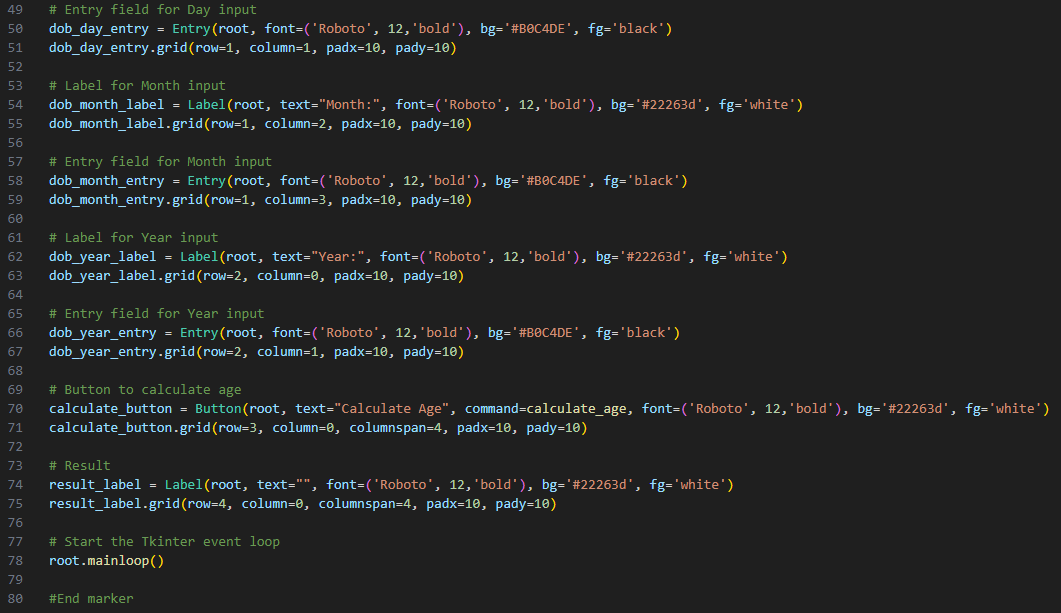 49 # Entry field for Day input
50 dob_day_entry = Entry(root, font=('Roboto', 12,'bold'), bg='#B0C4DE', fg='black')
51 dob_day_entry.grid(row=1, column=1, padx=10, pady=10)
52
53 # Label for Month input
54 dob_month_label = Label(root, text="Month:", font=('Roboto', 12,'bold'), bg='#22263d', fg='white')
55 dob_month_label.grid(row=1, column=2, padx=10, pady=10)
56
57 # Entry field for Month input
58 dob_month_entry = Entry(root, font=('Roboto', 12,'bold'), bg='#B0C4DE', fg='black')
59 dob_month_entry.grid(row=1, column=3, padx=10, pady=10)
60
61 # Label for Year input
62 dob_year_label = Label(root, text="Year:", font=('Roboto', 12,'bold'), bg='#22263d', fg='white')
63 dob_year_label.grid(row=2, column=0, padx=10, pady=10)
64
65 # Entry field for Year input
66 dob_year_entry = Entry(root, font=('Roboto', 12,'bold'), bg='#B0C4DE', fg='black')
67 dob_year_entry.grid(row=2, column=1, padx=10, pady=10)
68
69 # Button to calculate age
70 calculate_button = Button(root, text="Calculate Age", command=calculate_age, font=('Roboto', 12,'bold'), bg='#22263d', fg='white')
71 calculate_button.grid(row=3, column=0, columnspan=4, padx=10, pady=10)
72
73 # Result
74 result_label = Label(root, text="", font=('Roboto', 12,'bold'), bg='#22263d', fg='white')
75 result_label.grid(row=4, column=0, columnspan=4, padx=10, pady=10)
76
77 # Start the Tkinter event loop
78 root.mainloop()
79
80 #End marker